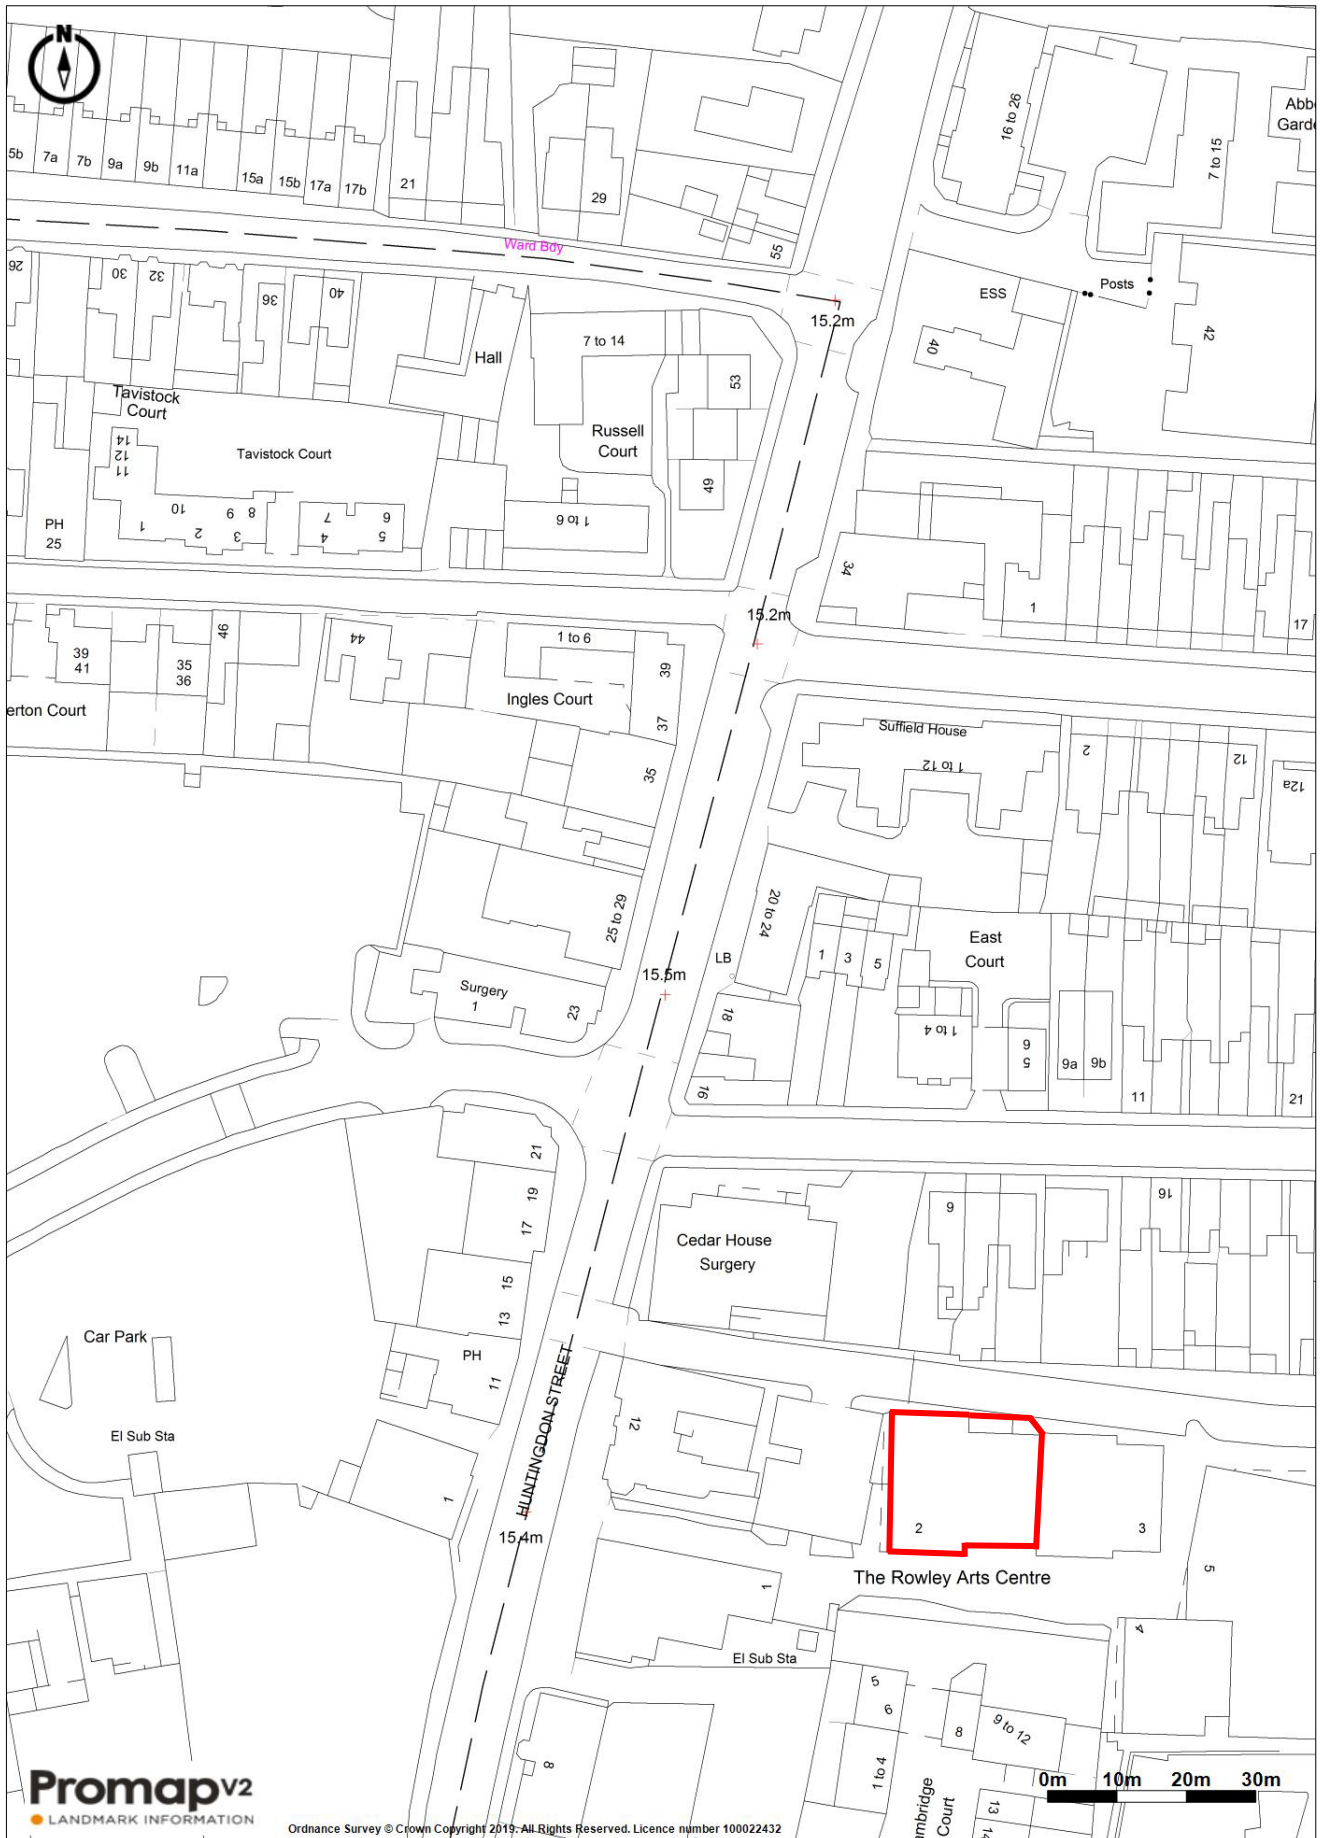 N
16 to 26
7 to 15
5b
7a
7b
9a
9b
11a
15a
15b
17a
17b
21
29
55
Ward Bdy
26
30
32
36
40
Hall
7 to 14
15.2m
ESS
Posts
40
42
53
Tavistock
Court
Tavistock Court
Russell
Court
49
14
12
11
10
9
8
1
2
3
7
4
6
5
PH
25
1 to 6
34
1
17
15.2m
46
44
39
41
35
36
1 to 6
39
37
Ingles Court
erton Court
35
Suffield House
1 to 12
2
12
12a
25 to 29
20 to 24
LB
1
3
5
East
Court
15.5m
Surgery
1
23
18
16
1 to 4
6
5
9a
9b
11
21
21
19
17
15
13
Cedar House
Surgery
9
16
Car Park
PH
11
El Sub Sta
1
HUNTINGDON STREET
15.4m
12
2
3
The Rowley Arts Centre
5
4
1
El Sub Sta
5
6
8
9 to 12
1 to 4
8
13
Court
0m
10m
20m
30m
Promap V2
LANDMARK INFORMATION
Ordnance Survey © Crown Copyright 2019. All Rights Reserved. Licence number 100022432